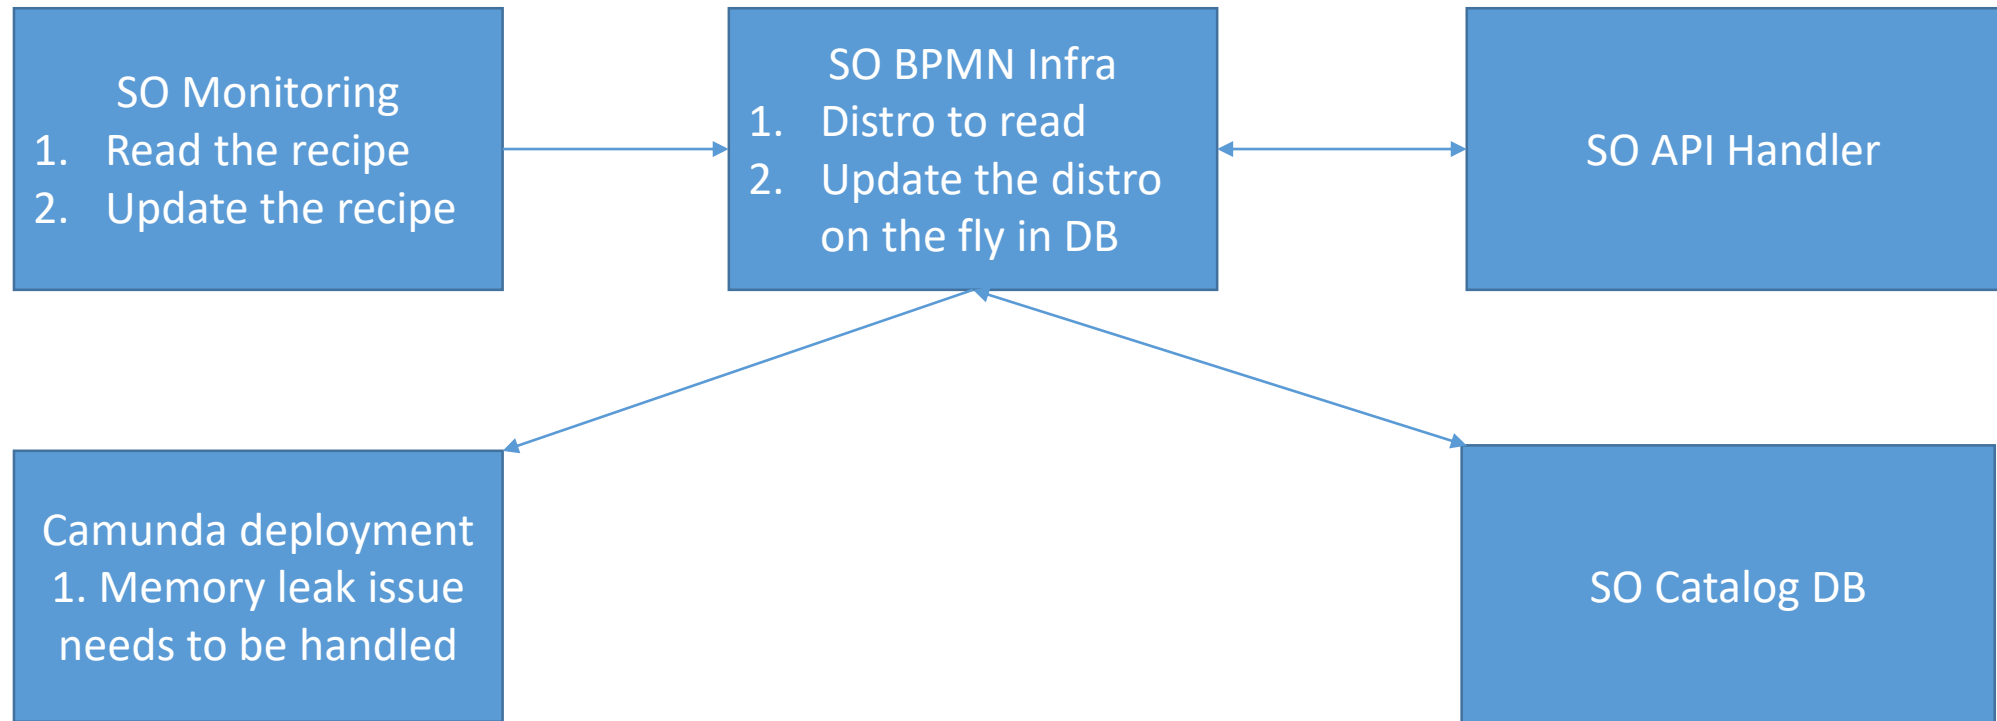 SO Monitoring
1. Read the recipe
2. Update the recipe
SO BPMN Infra
1. Distro to read
2. Update the distro
on the fly in DB
SO API Handler
Camunda deployment
1. Memory leak issue
needs to be handled
SO Catalog DB